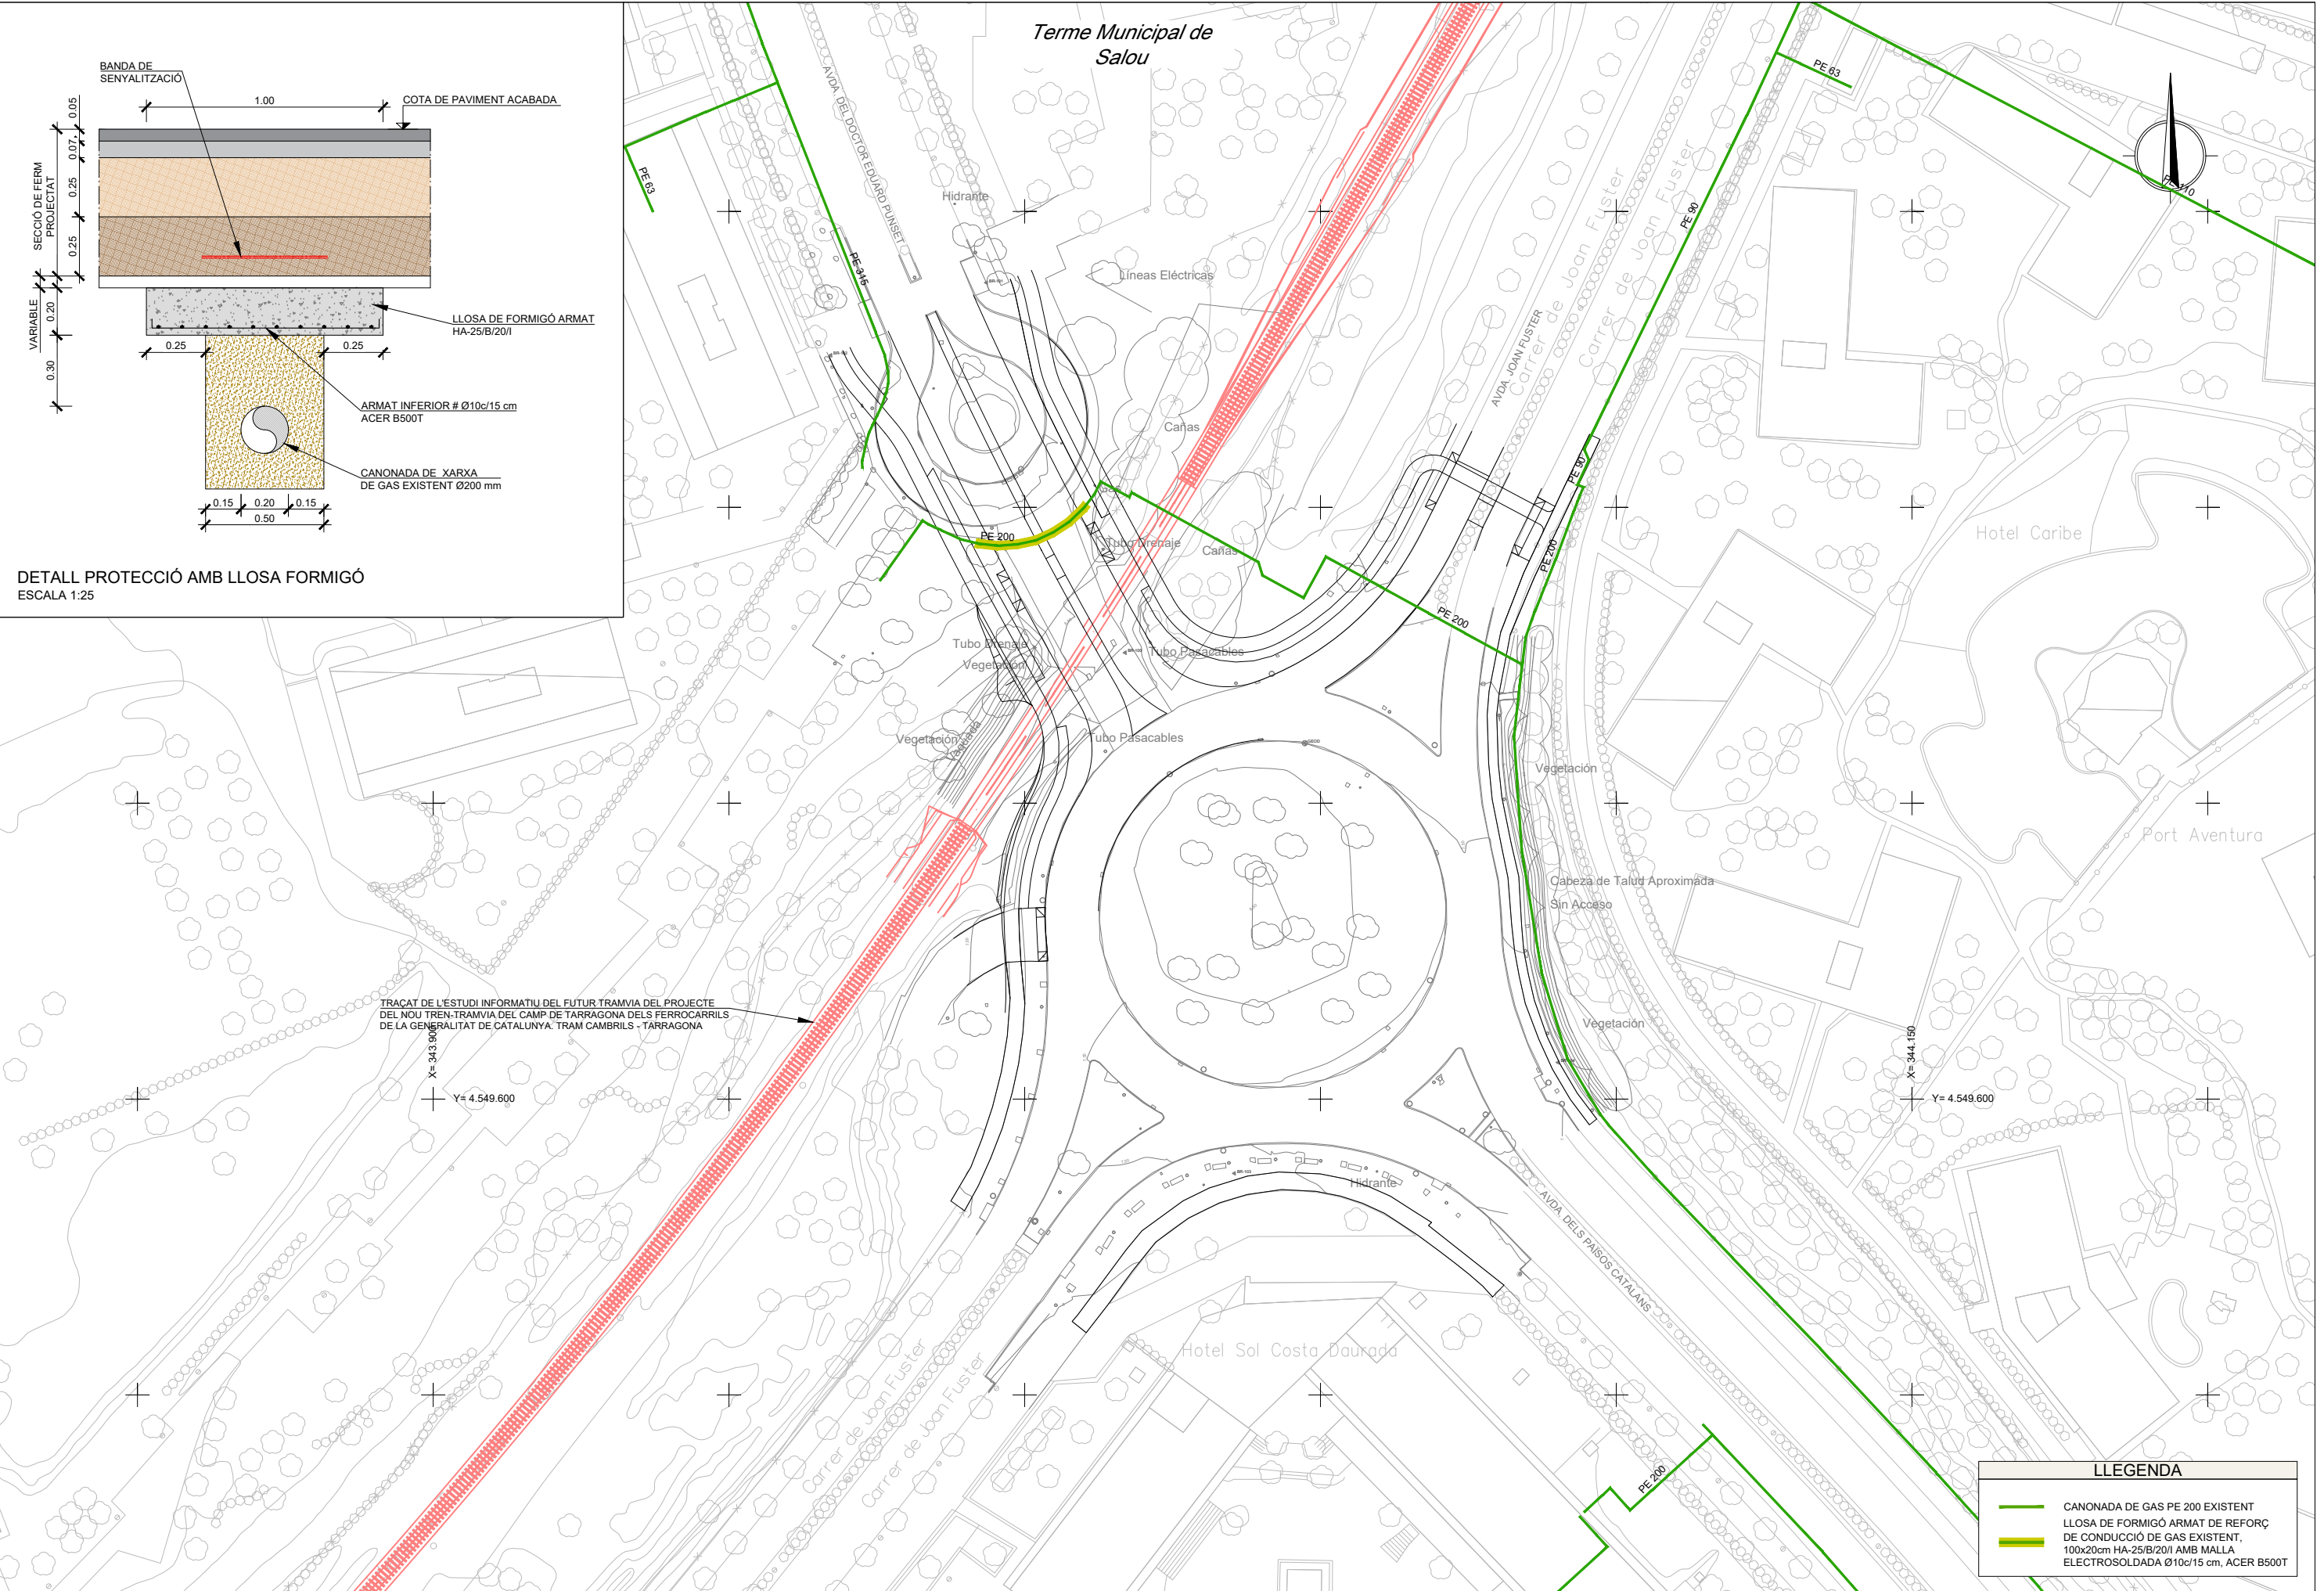 BANDA DE
SENYALITZACIÓ
1.00
COTA DE PAVIMENT ACABADA
0.05
0.07
0.25
0.25
SECCIÓ DE FERM
PROJECTAT
VARIABLE
0.20
0.30
LLOSA DE FORMIGÓ ARMAT
HA-25/B/20/I
0.25
0.25
ARMAT INFERIOR # Ø10c/15 cm
ACER B500T
CANONADA DE XARXA
DE GAS EXISTENT Ø200 mm
0.15
0.20
0.15
0.50
DETALL PROTECCIÓ AMB LLOSA FORMIGÓ
ESCALA 1:25
Terme Municipal de
Salou
PE 63
AVDA. DEL DOCTOR EDUARD PUNSET
PE 315
Hidrante
Líneas Eléctricas
Cañas
PE 63
PE 110
PE 90
Carrer de Joan Fuster
Carrer de Joan Fuster
AVDA. JOAN FUSTER
PE 90
PE 200
PE 200
Tubo Drenaje
Cañas
PE 200
Hotel Caribe
Tubo Drenaje
Vegetación
Tubo Pasacables
Vegetación
Tubo Pasacables
Vegetación
Port Aventura
Cabeza de Talud Aproximada
Sin Acceso
Vegetación
TRAÇAT DE L'ESTUDI INFORMATIU DEL FUTUR TRAMVIA DEL PROJECTE
DEL NOU TREN-TRAMVIA DEL CAMP DE TARRAGONA DELS FERROCARRILS
DE LA GENERALITAT DE CATALUNYA. TRAM CAMBRILS - TARRAGONA
X= 343.900
Y= 4.549.600
X= 344.150
Y= 4.549.600
Hidrante
AVDA. DELS PAISOS CATALANS
Hotel Sol Costa Daurada
Carrer de Joan Fuster
Carrer de Joan Fuster
PE 200
LLEGENDA
CANONADA DE GAS PE 200 EXISTENT
LLOSA DE FORMIGÓ ARMAT DE REFORÇ
DE CONDUCCIÓ DE GAS EXISTENT,
100x20cm HA-25/B/20/I AMB MALLA
ELECTROSOLDADA Ø10c/15 cm, ACER B500T